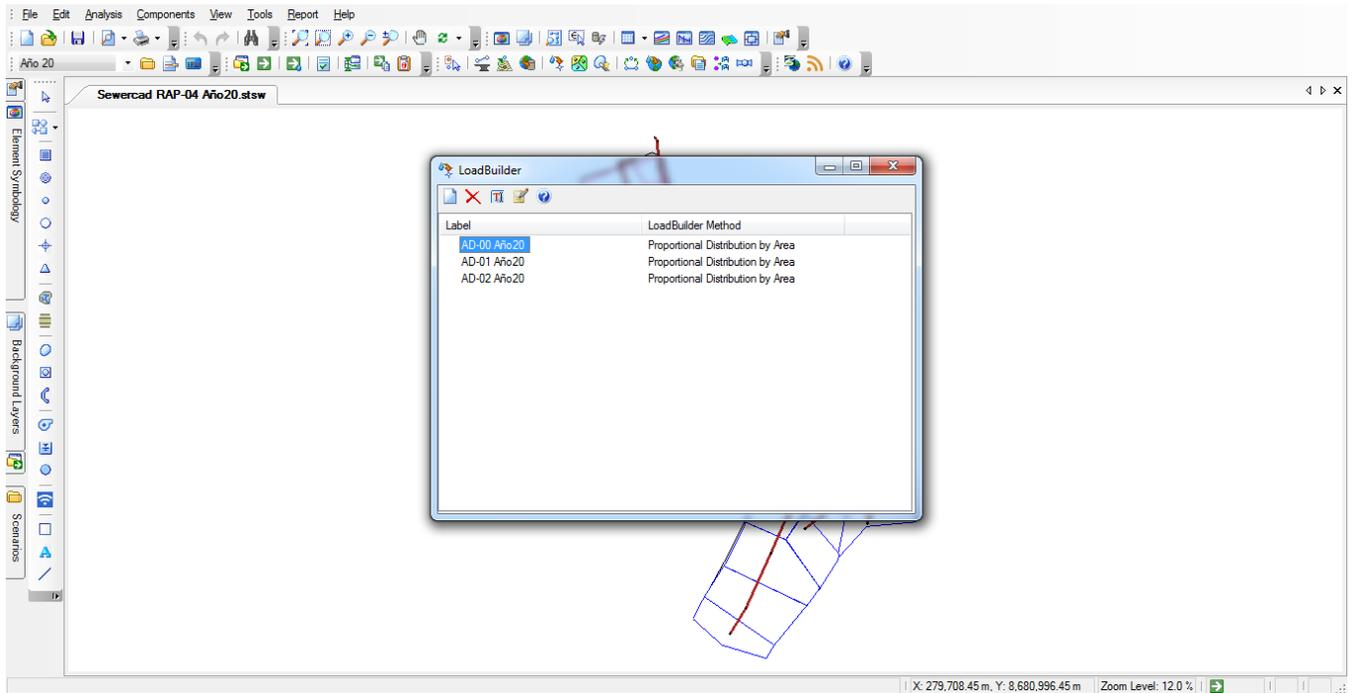 File Edit Analysis Components View Tools Report Help
Año 20
Sewercad RAP-04 Año20.stsw
Element Symbology
Background Layers
Scenarios
LoadBuilder
Label LoadBuilder Method
AD-00 Año20 Proportional Distribution by Area
AD-01 Año20 Proportional Distribution by Area
AD-02 Año20 Proportional Distribution by Area
X: 279,708.45 m, Y: 8,680,996.45 m Zoom Level: 12.0 %